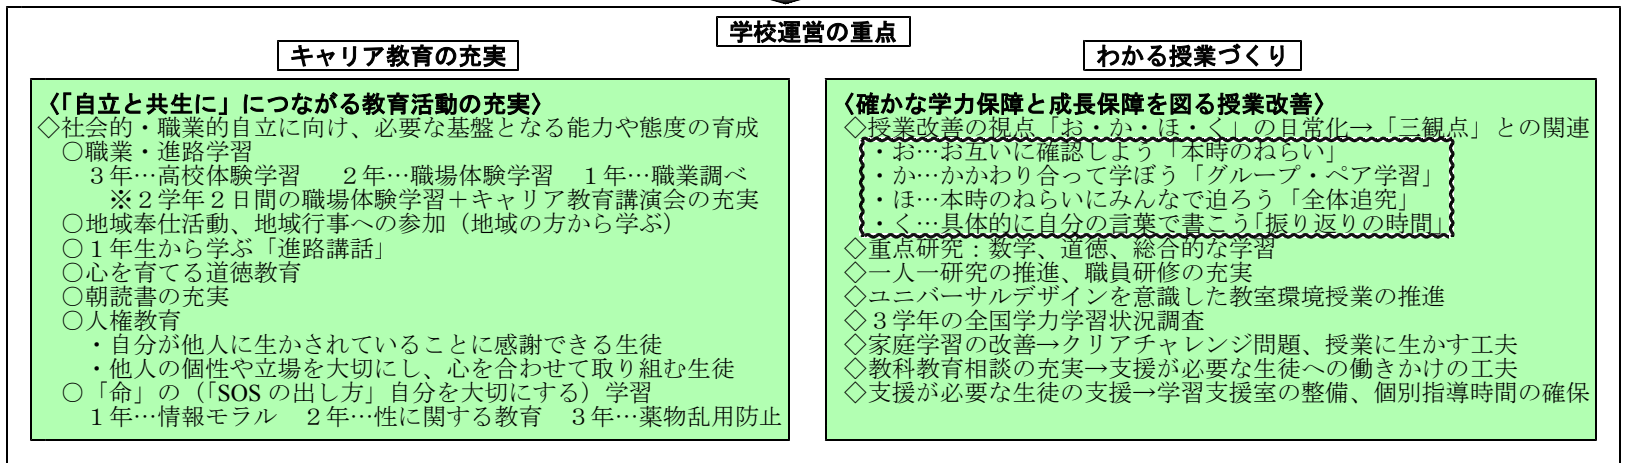 学校運営の重点
キャリア教育の充実
〈「自立と共生に」につながる教育活動の充実〉
◇社会的・職業的自立に向け、必要な基盤となる能力や態度の育成
○職業・進路学習
３年…高校体験学習　２年…職場体験学習　１年…職業調べ
※２学年２日間の職場体験学習＋キャリア教育講演会の充実
○地域奉仕活動、地域行事への参加（地域の方から学ぶ）
○１年生から学ぶ「進路講話」
○心を育てる道徳教育
○朝読書の充実
○人権教育
・自分が他人に生かされていることに感謝できる生徒
・他人の個性や立場を大切にし、心を合わせて取り組む生徒
○「命」の（「SOS の出し方」自分を大切にする）学習
１年…情報モラル　２年…性に関する教育　３年…薬物乱用防止
わかる授業づくり
〈確かな学力保障と成長保障を図る授業改善〉
◇授業改善の視点「お・か・ほ・く」の日常化→「三観点」との関連
・お…お互いに確認しよう「本時のねらい」
・か…かかわり合って学ぼう「グループ・ペア学習」
・ほ…本時のねらいにみんなで迫ろう「全体追究」
・く…具体的に自分の言葉で書こう「振り返りの時間」
◇重点研究：数学、道徳、総合的な学習
◇一人一研究の推進、職員研修の充実
◇ユニバーサルデザインを意識した教室環境授業の推進
◇３学年の全国学力学習状況調査
◇家庭学習の改善→クリアチャレンジ問題、授業に生かす工夫
◇教科教育相談の充実→支援が必要な生徒への働きかけの工夫
◇支援が必要な生徒の支援→学習支援室の整備、個別指導時間の確保